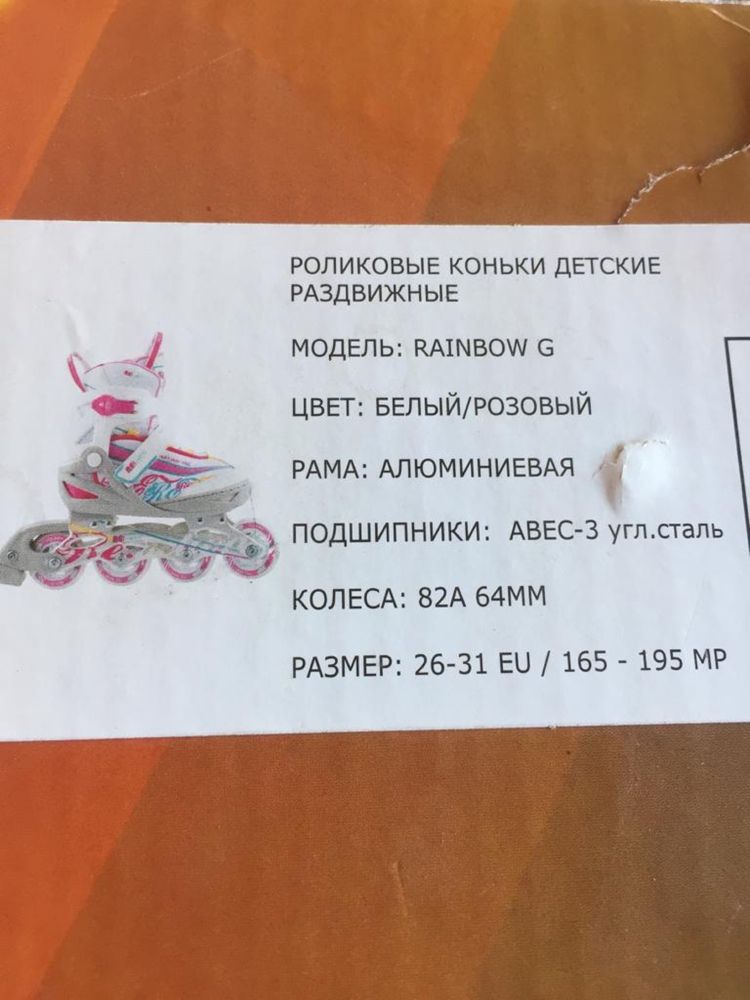 РОЛИКОВЫЕ КОНЬКИ ДЕТСКИЕ
РАЗДВИЖНЫЕ
МОДЕЛЬ: RAINBOW G
ЦВЕТ: БЕЛЫЙ/РОЗОВЫЙ
РАМА: АЛЮМИНИЕВАЯ
ПОДШИПНИКИ: ABEC-3 угл.сталь
КОЛЕСА: 82А 64ММ
РАЗМЕР: 26-31 EU / 165 - 195 МР